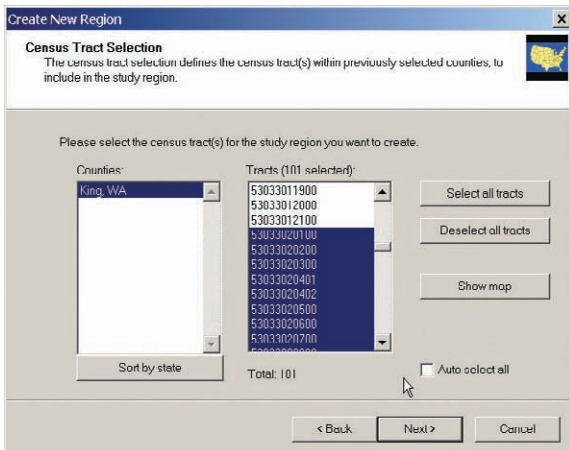 Create New Region
Census Tract Selection
The census tract selection defines the census tract(s) within previously selected counties, to
include in the study region.
Please select the census tract(s) for the study region you want to create.
Counties:
King, WA
Sort by state
Tracts (101 selected):
53033011900
53033012000
53033012100
53033020100
53033020200
53033020300
53033020401
53033020402
53033020500
53033020600
53033020700
Total: 101
Select all tracts
Deselect all tracts
Show map
Auto select all
< Back
Next >
Cancel